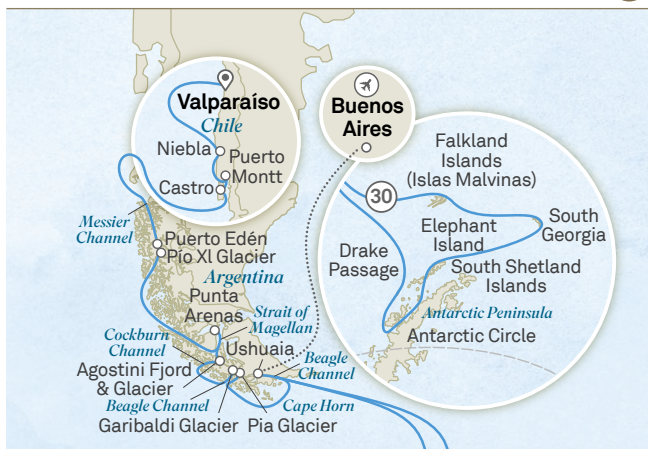 Valparaíso
Chile
Niebla
Puerto
Montt
Castro
Buenos
Aires
Falkland
Islands
(Islas Malvinas)
30
Elephant
Island
South
Georgia
Drake
Passage
South Shetland
Islands
Antarctic Peninsula
Antarctic Circle
Messier
Channel
Puerto Edén
Pío XI Glacier
Argentina
Punta
Arenas
Strait of
Magellan
Cockburn
Channel
Ushuaia
Beagle
Channel
Agostini Fjord
& Glacier
Beagle Channel
Cape Horn
Garibaldi Glacier
Pia Glacier